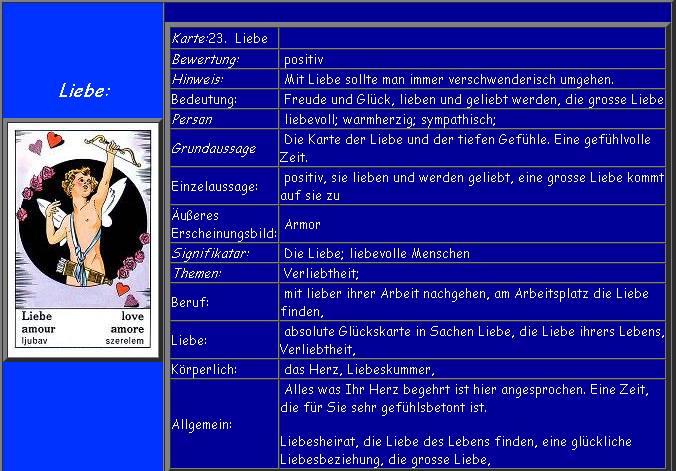 Liebe:
Liebe love
amour amore
ljubav szerelem
Karte:23. Liebe
Bewertung: positiv
Hinweis: Mit Liebe sollte man immer verschwenderisch umgehen.
Bedeutung: Freude und Glück, lieben und geliebt werden, die grosse Liebe
Persan liebevoll; warmherzig; sympathisch;
Grundaussage Die Karte der Liebe und der tiefen Gefühle. Eine gefühlvolle
Zeit.
Einzelaussage: positiv, sie lieben und werden geliebt, eine grosse Liebe kommt
auf sie zu
Äußeres
Erscheinungsbild: Armor
Signifikator: Die Liebe; liebevolle Menschen
Themen: Verliebtheit;
Beruf: mit lieber ihrer Arbeit nachgehen, am Arbeitsplatz die Liebe
finden,
Liebe: absolute Glückskarte in Sachen Liebe, die Liebe ihrers Lebens,
Verliebtheit,
Körperlich: das Herz, Liebeskummer,
Allgemein: Alles was Ihr Herz begehrt ist hier angesprochen. Eine Zeit,
die für Sie sehr gefühlsbetont ist.
Liebesheirat, die Liebe des Lebens finden, eine glückliche
Liebesbeziehung, die grosse Liebe,